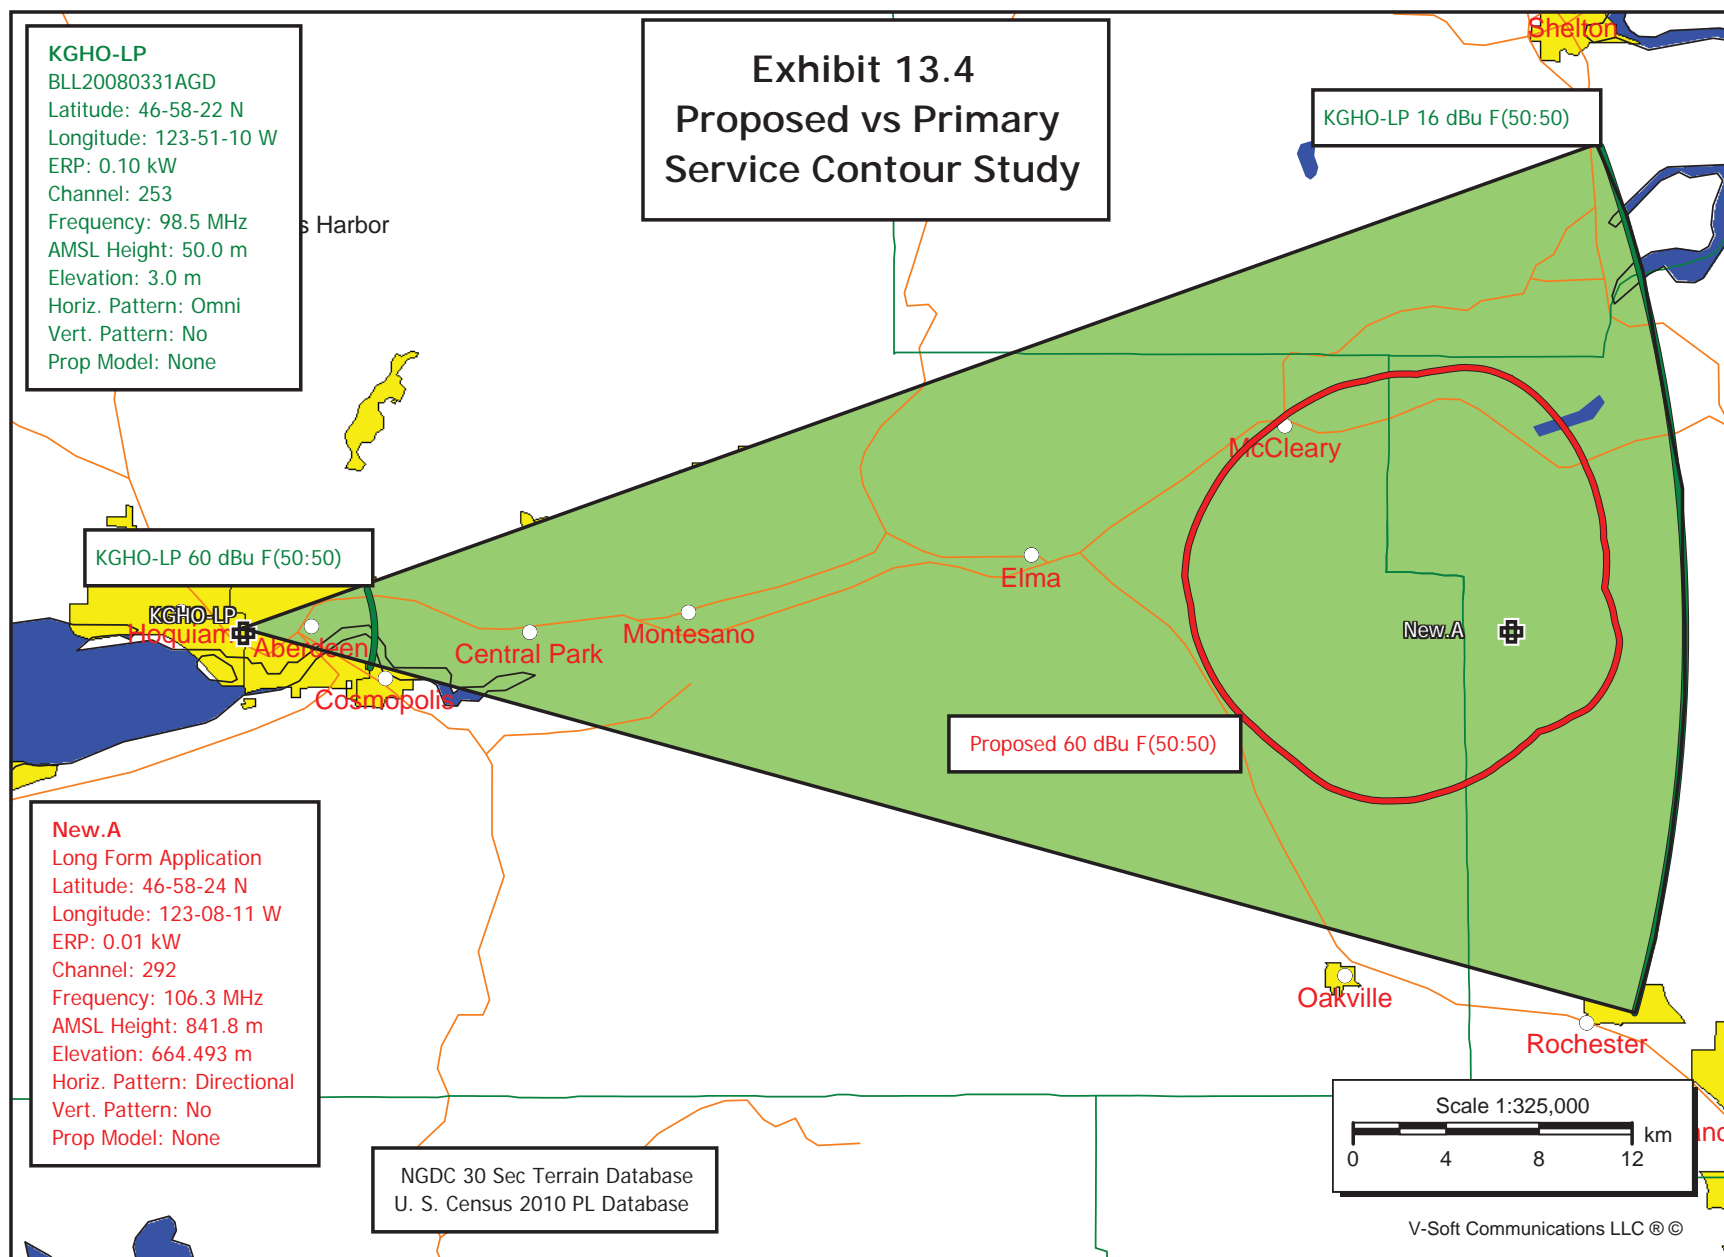 KGHO-LP
BLL20080331AGD
Latitude: 46-58-22 N
Longitude: 123-51-10 W
ERP: 0.10 kW
Channel: 253
Frequency: 98.5 MHz
AMSL Height: 50.0 m
Elevation: 3.0 m
Horiz. Pattern: Omni
Vert. Pattern: No
Prop Model: None
s Harbor
Exhibit 13.4
Proposed vs Primary
Service Contour Study
Shelton
KGHO-LP 16 dBu F(50:50)
McCleary
KGHO-LP 60 dBu F(50:50)
Elma
KGHO-LP
Hoquiam
Aberdeen
Central Park
Montesano
New.A
Cosmopolis
Proposed 60 dBu F(50:50)
New.A
Long Form Application
Latitude: 46-58-24 N
Longitude: 123-08-11 W
ERP: 0.01 kW
Channel: 292
Frequency: 106.3 MHz
AMSL Height: 841.8 m
Elevation: 664.493 m
Horiz. Pattern: Directional
Vert. Pattern: No
Prop Model: None
Oakville
Rochester
Scale 1:325,000
km
0 4 8 12
NGDC 30 Sec Terrain Database
U. S. Census 2010 PL Database
V-Soft Communications LLC ® ©